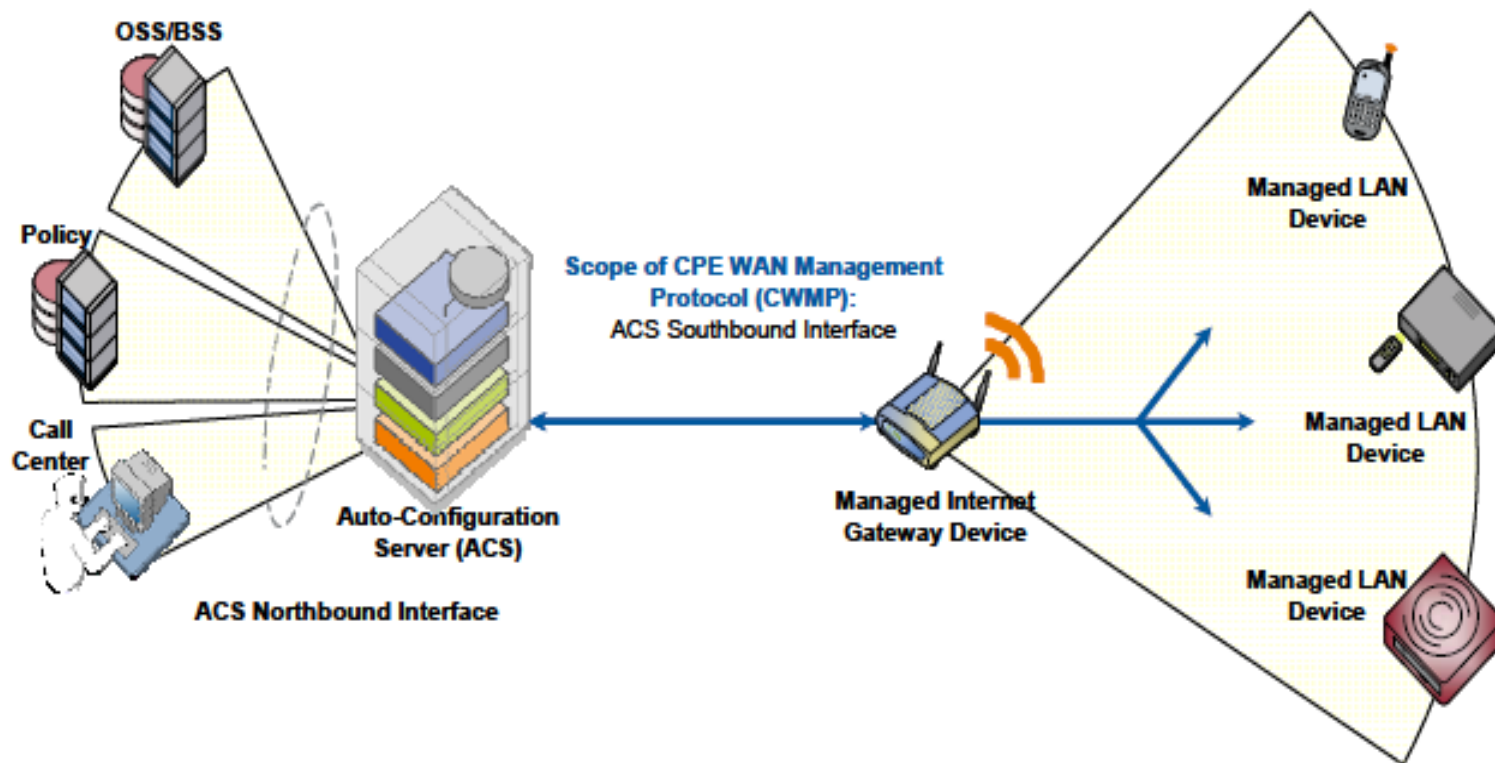 OSS/BSS
Policy
Call
Center
Auto-Configuration
Server (ACS)
ACS Northbound Interface
Scope of CPE WAN Management
Protocol (CWMP):
ACS Southbound Interface
Managed Internet
Gateway Device
Managed LAN
Device
Managed LAN
Device
Managed LAN
Device